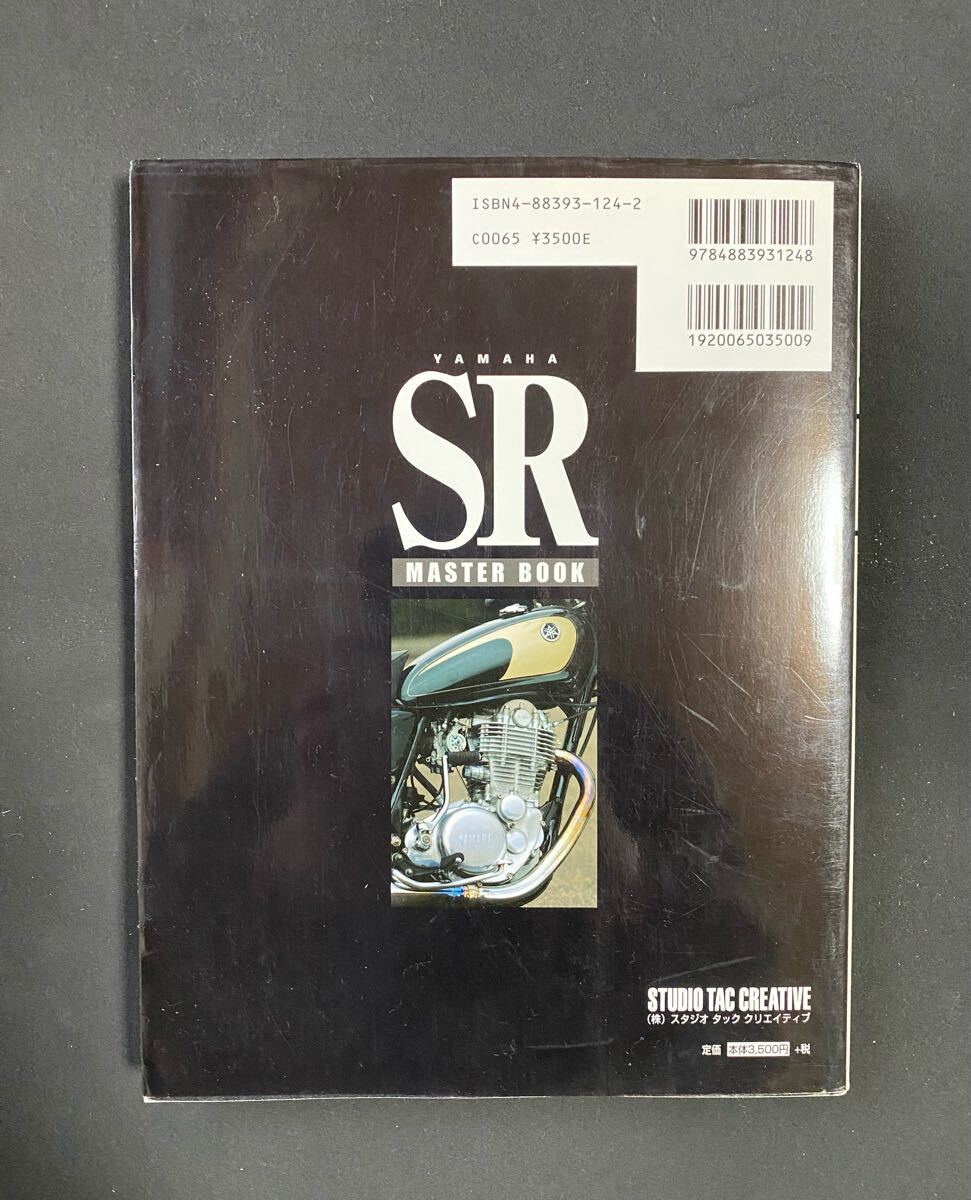 ISBN4-88393-124-2
C0065 ¥3500E
9784883931248
1920065035009
YAMAHA
SR
MASTER BOOK
YAMAHA
STUDIO TAC CREATIVE
(株)スタジオ タック クリエイティブ
定価 本体3,500円 +税